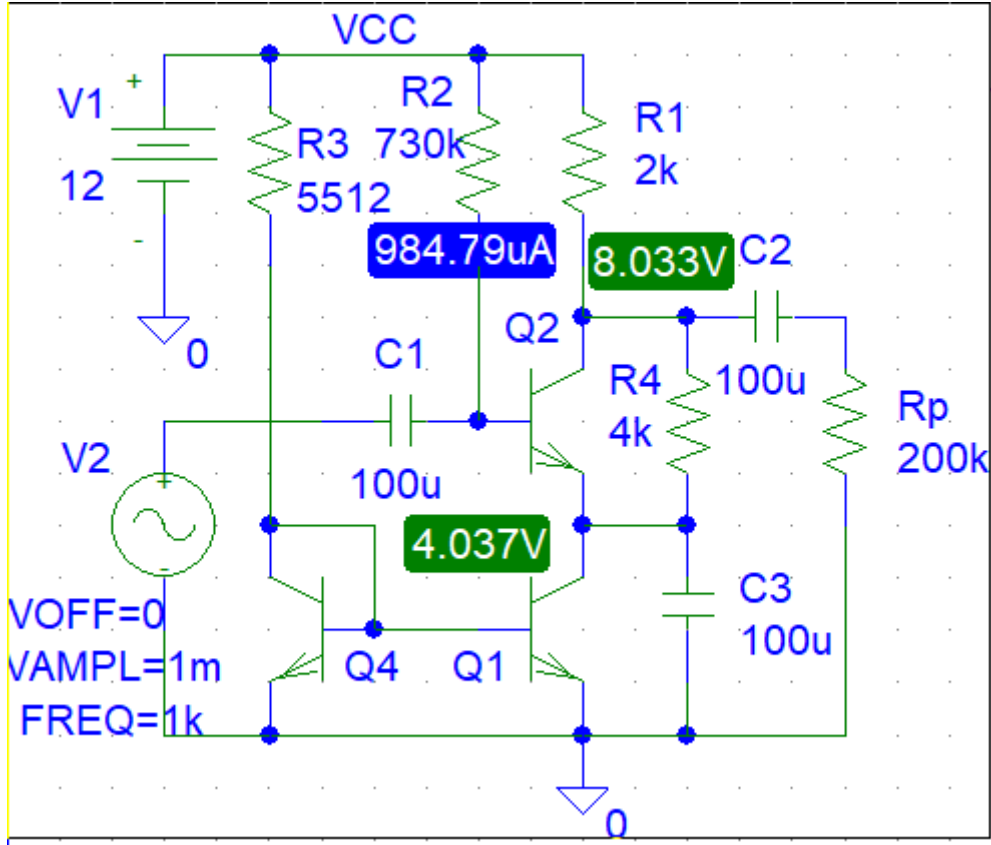 VCC
+
V1
12
-
0
R3
5512
R2
730k
R1
2k
984.79uA
8.033V
C2
100u
Q2
C1
100u
R4
4k
Rp
200k
V2
+
-
VOFF=0
VAMPL=1m
FREQ=1k
4.037V
Q4
Q1
C3
100u
0